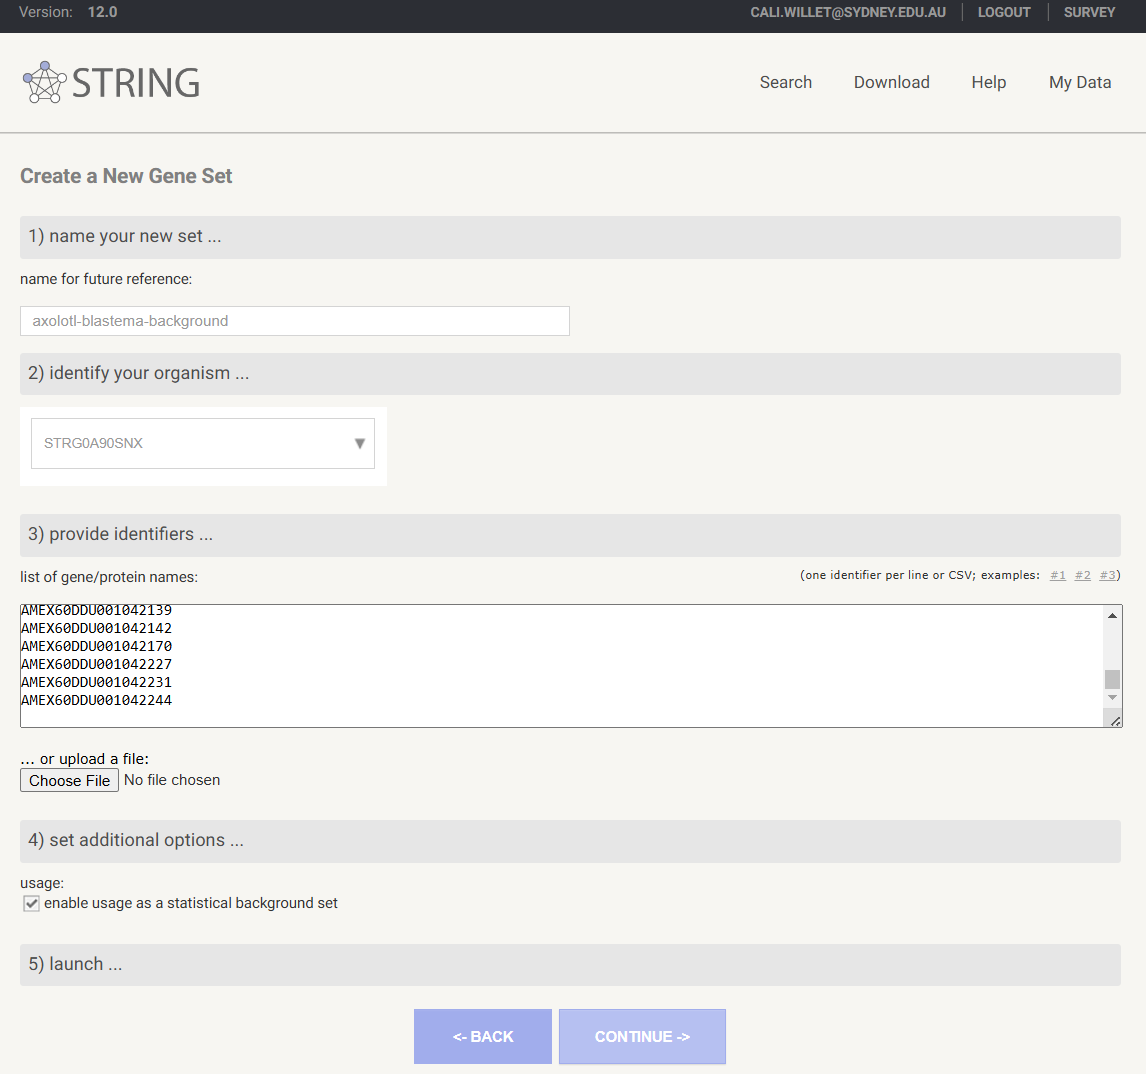 Version: 12.0
CALI.WILLET@SYDNEY.EDU.AU LOGOUT SURVEY
STRING
Search Download Help My Data
Create a New Gene Set
1) name your new set ...
name for future reference:
axolotl-blastema-background
2) identify your organism ...
STRG0A90SNX
3) provide identifiers ...
list of gene/protein names:
(one identifier per line or CSV; examples: #1 #2 #3)
AMEX60DDU001042139
AMEX60DDU001042142
AMEX60DDU001042170
AMEX60DDU001042227
AMEX60DDU001042231
AMEX60DDU001042244
... or upload a file:
Choose File No file chosen
4) set additional options ...
usage:
enable usage as a statistical background set
5) launch ...
<- BACK
CONTINUE ->